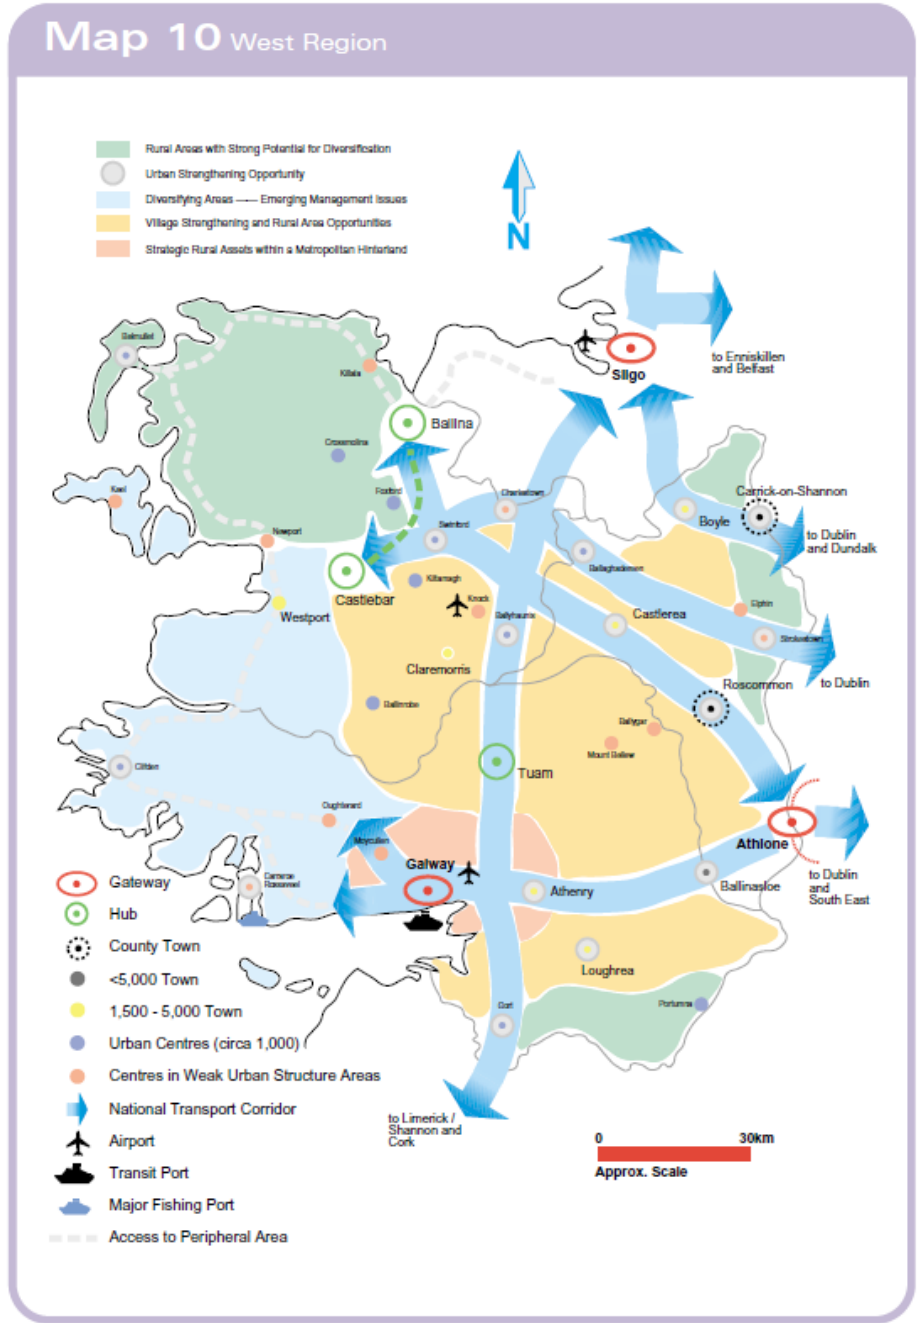 Map 10 West Region
Rural Areas with Strong Potential for Diversification
Urban Strengthening Opportunity
Diversifying Areas —— Emerging Management Issues
Village Strengthening and Rural Area Opportunities
Strategic Rural Assets within a Metropolitan Hinterland
N
to Enniskillen
and Belfast
Sligo
Belmullet
Killala
Ballina
Crossmolina
Foxford
Keel
Newport
Charlestown
Swinford
Carrick-on-Shannon
Boyle
to Dublin
and Dundalk
Ballaghadereen
Castlebar
Kiltamagh
Knock
Westport
Ballyhaunis
Castlerea
Elphin
Strokestown
Claremorris
Roscommon
to Dublin
Ballinrobe
Ballygar
Mount Bellew
Tuam
Clifden
Oughterard
Moycullen
Galway
Athlone
to Dublin
and
South East
Carraroe
Rossaveel
Athenry
Ballinasloe
Loughrea
Gort
Portumna
to Limerick /
Shannon and
Cork
0 30km
Approx. Scale
Gateway
Hub
County Town
<5,000 Town
1,500 - 5,000 Town
Urban Centres (circa 1,000)
Centres in Weak Urban Structure Areas
National Transport Corridor
Airport
Transit Port
Major Fishing Port
Access to Peripheral Area